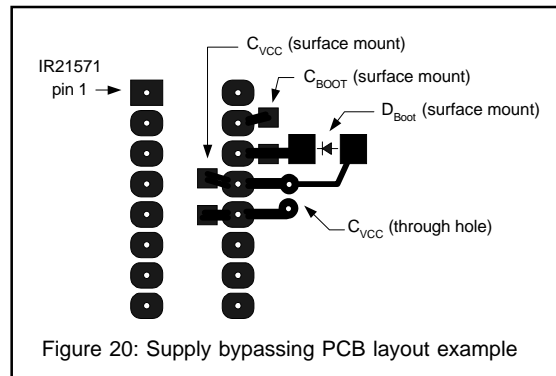 C_VCC (surface mount)
IR21571
pin 1
C_BOOT (surface mount)
D_Boot (surface mount)
C_VCC (through hole)
Figure 20: Supply bypassing PCB layout example